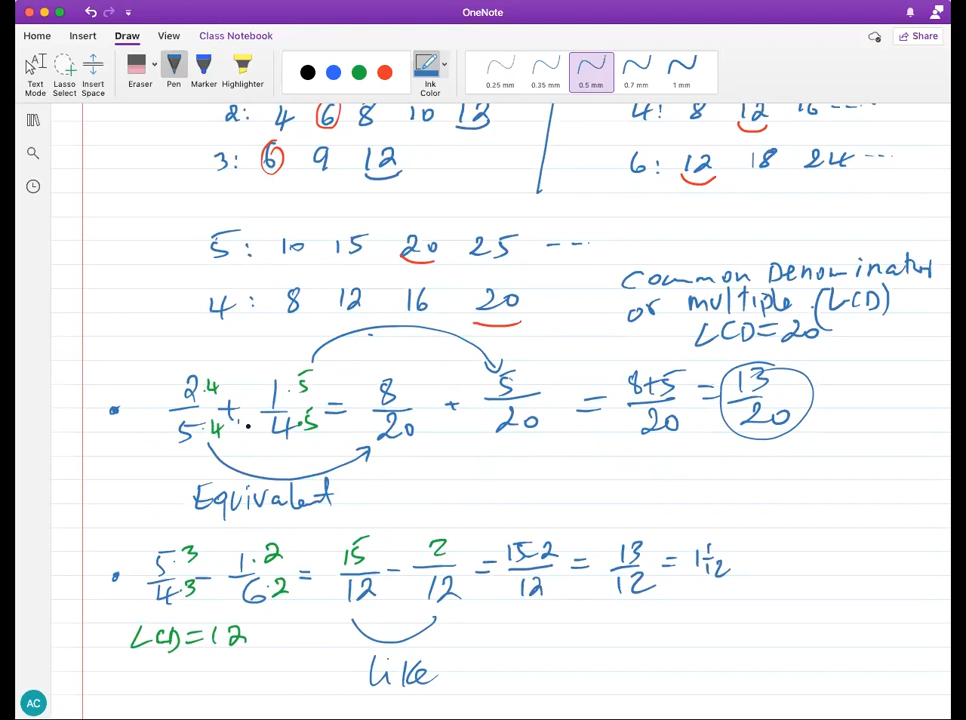 OneNote
Home Insert Draw View Class Notebook Share
Text Mode Lasso Select Insert Space Eraser Pen Marker Highlighter Ink Color 0.25 mm 0.35 mm 0.5 mm 0.7 mm 1 mm
2: 4 6 8 10 12
4: 8 12 16 ----
3: 6 9 12
6: 12 18 24 ---
5: 10 15 20 25 ---
4: 8 12 16 20
Common Denominator
or multiple (LCD)
LCD=20
2·4/5·4 + 1·5/4·5 = 8/20 + 5/20 = 8+5/20 = 13/20
Equivalent
5·3/4·3 - 1·2/6·2 = 15/12 - 2/12 = 15-2/12 = 13/12 = 1 1/12
LCD=12
like
AC